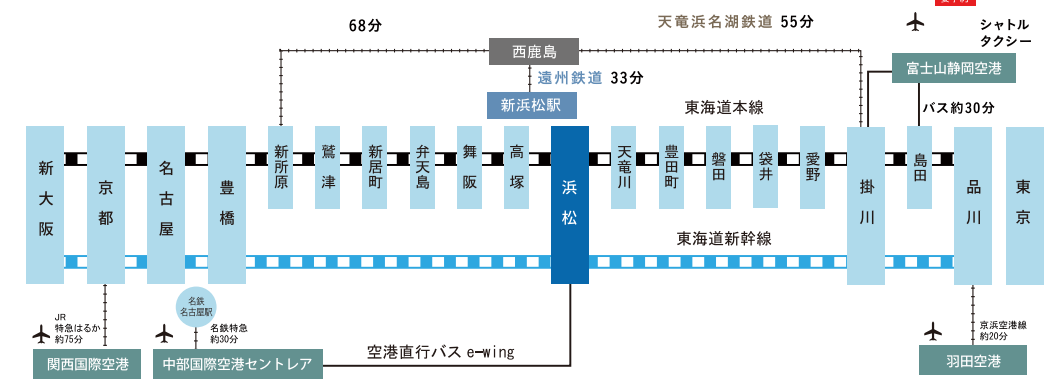 68分
天竜浜名湖鉄道 55分
シャトル
タクシー
西鹿島
遠州鉄道 33分
富士山静岡空港
新浜松駅
東海道本線
バス約30分
新大阪
京都
名古屋
豊橋
新所原
鷲津
新居町
弁天島
舞阪
高塚
浜松
天竜川
豊田町
磐田
袋井
愛野
掛川
島田
品川
東京
東海道新幹線
JR
特急はるか
約75分
名鉄
名古屋駅
名鉄特急
約30分
京浜空港線
約20分
関西国際空港
中部国際空港セントレア
空港直行バス e-wing
羽田空港